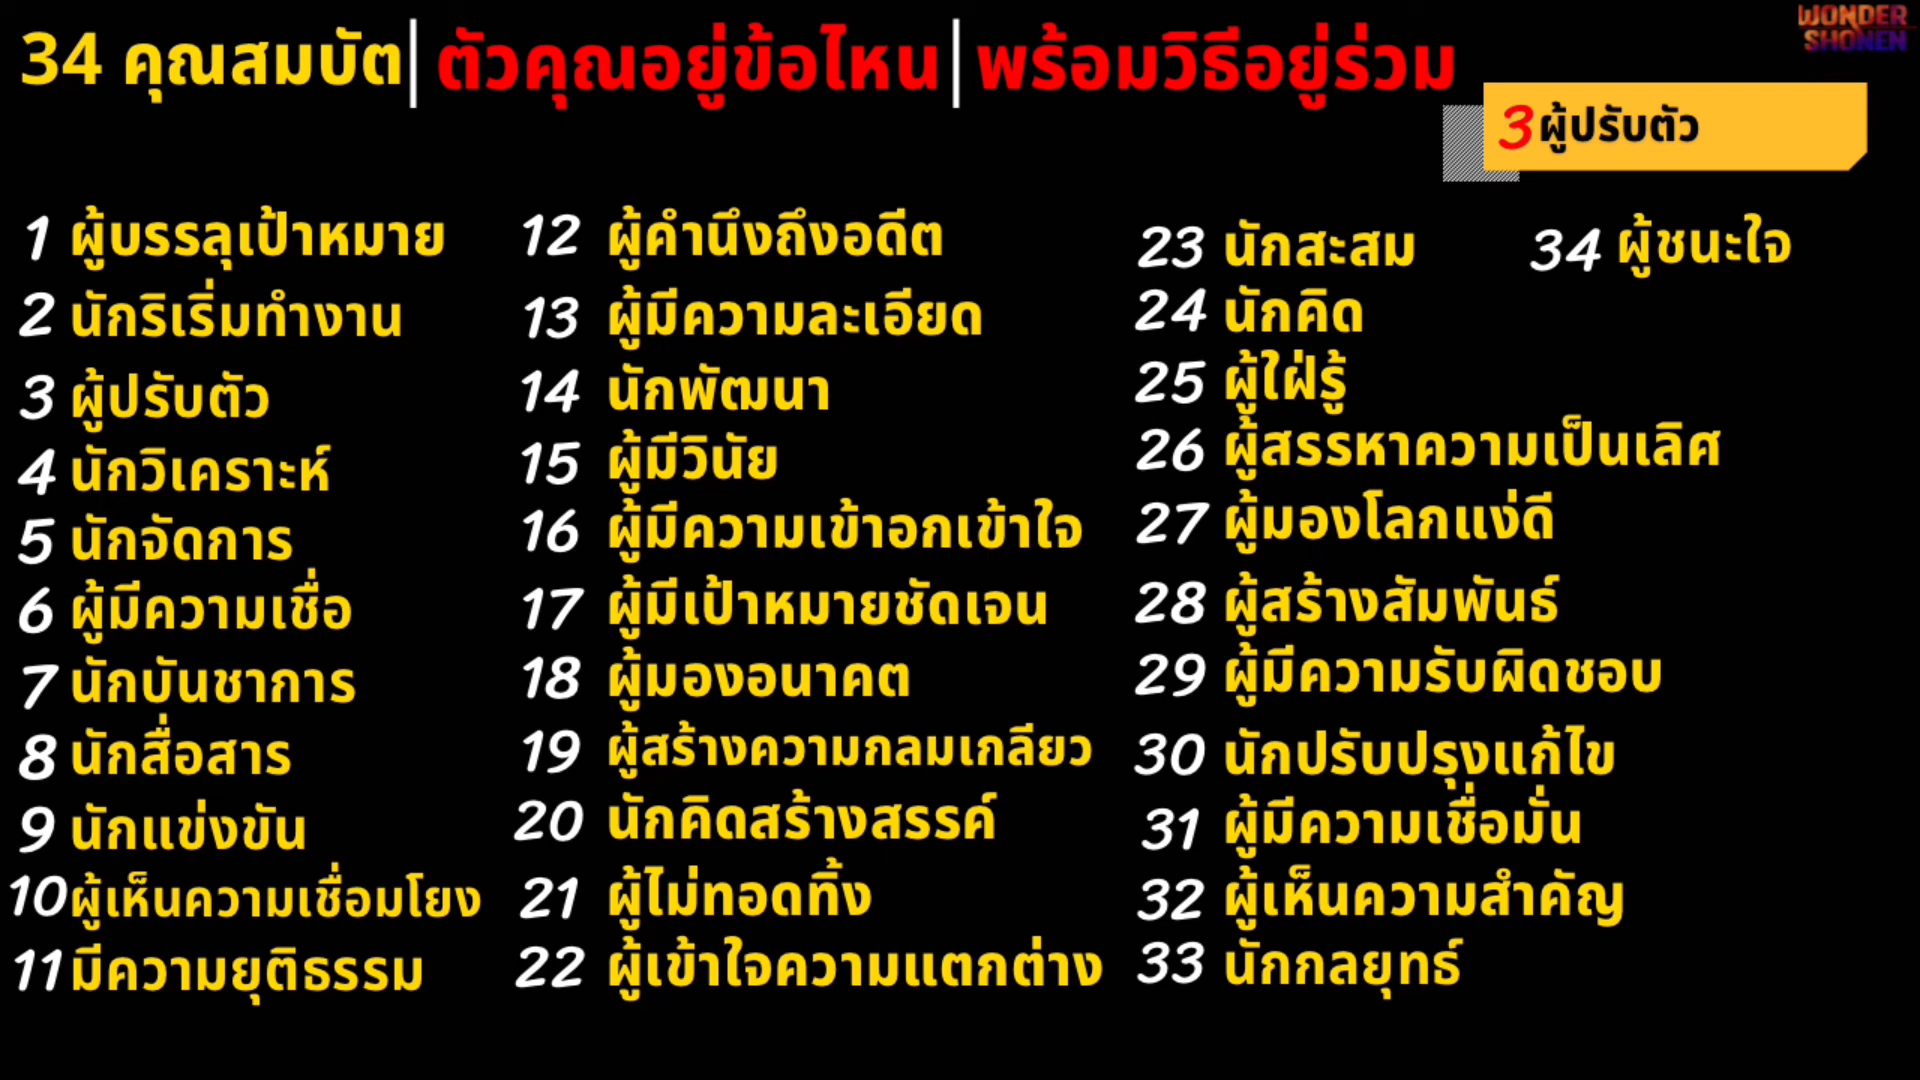 34 คุณสมบัต ตัวคุณอยู่ข้อไหน พร้อมวิธีอยู่ร่วม
WONDER
SHONEN
3 ผู้ปรับตัว
1 ผู้บรรลุเป้าหมาย
2 นักริเริ่มทำงาน
3 ผู้ปรับตัว
4 นักวิเคราะห์
5 นักจัดการ
6 ผู้มีความเชื่อ
7 นักบันชาการ
8 นักสื่อสาร
9 นักแข่งขัน
10 ผู้เห็นความเชื่อมโยง
11 มีความยุติธรรม
12 ผู้คำนึงถึงอดีต
13 ผู้มีความละเอียด
14 นักพัฒนา
15 ผู้มีวินัย
16 ผู้มีความเข้าอกเข้าใจ
17 ผู้มีเป้าหมายชัดเจน
18 ผู้มองอนาคต
19 ผู้สร้างความกลมเกลียว
20 นักคิดสร้างสรรค์
21 ผู้ไม่ทอดทิ้ง
22 ผู้เข้าใจความแตกต่าง
23 นักสะสม
24 นักคิด
25 ผู้ใฝ่รู้
26 ผู้สรรหาความเป็นเลิศ
27 ผู้มองโลกแง่ดี
28 ผู้สร้างสัมพันธ์
29 ผู้มีความรับผิดชอบ
30 นักปรับปรุงแก้ไข
31 ผู้มีความเชื่อมั่น
32 ผู้เห็นความสำคัญ
33 นักกลยุทธ์
34 ผู้ชนะใจ